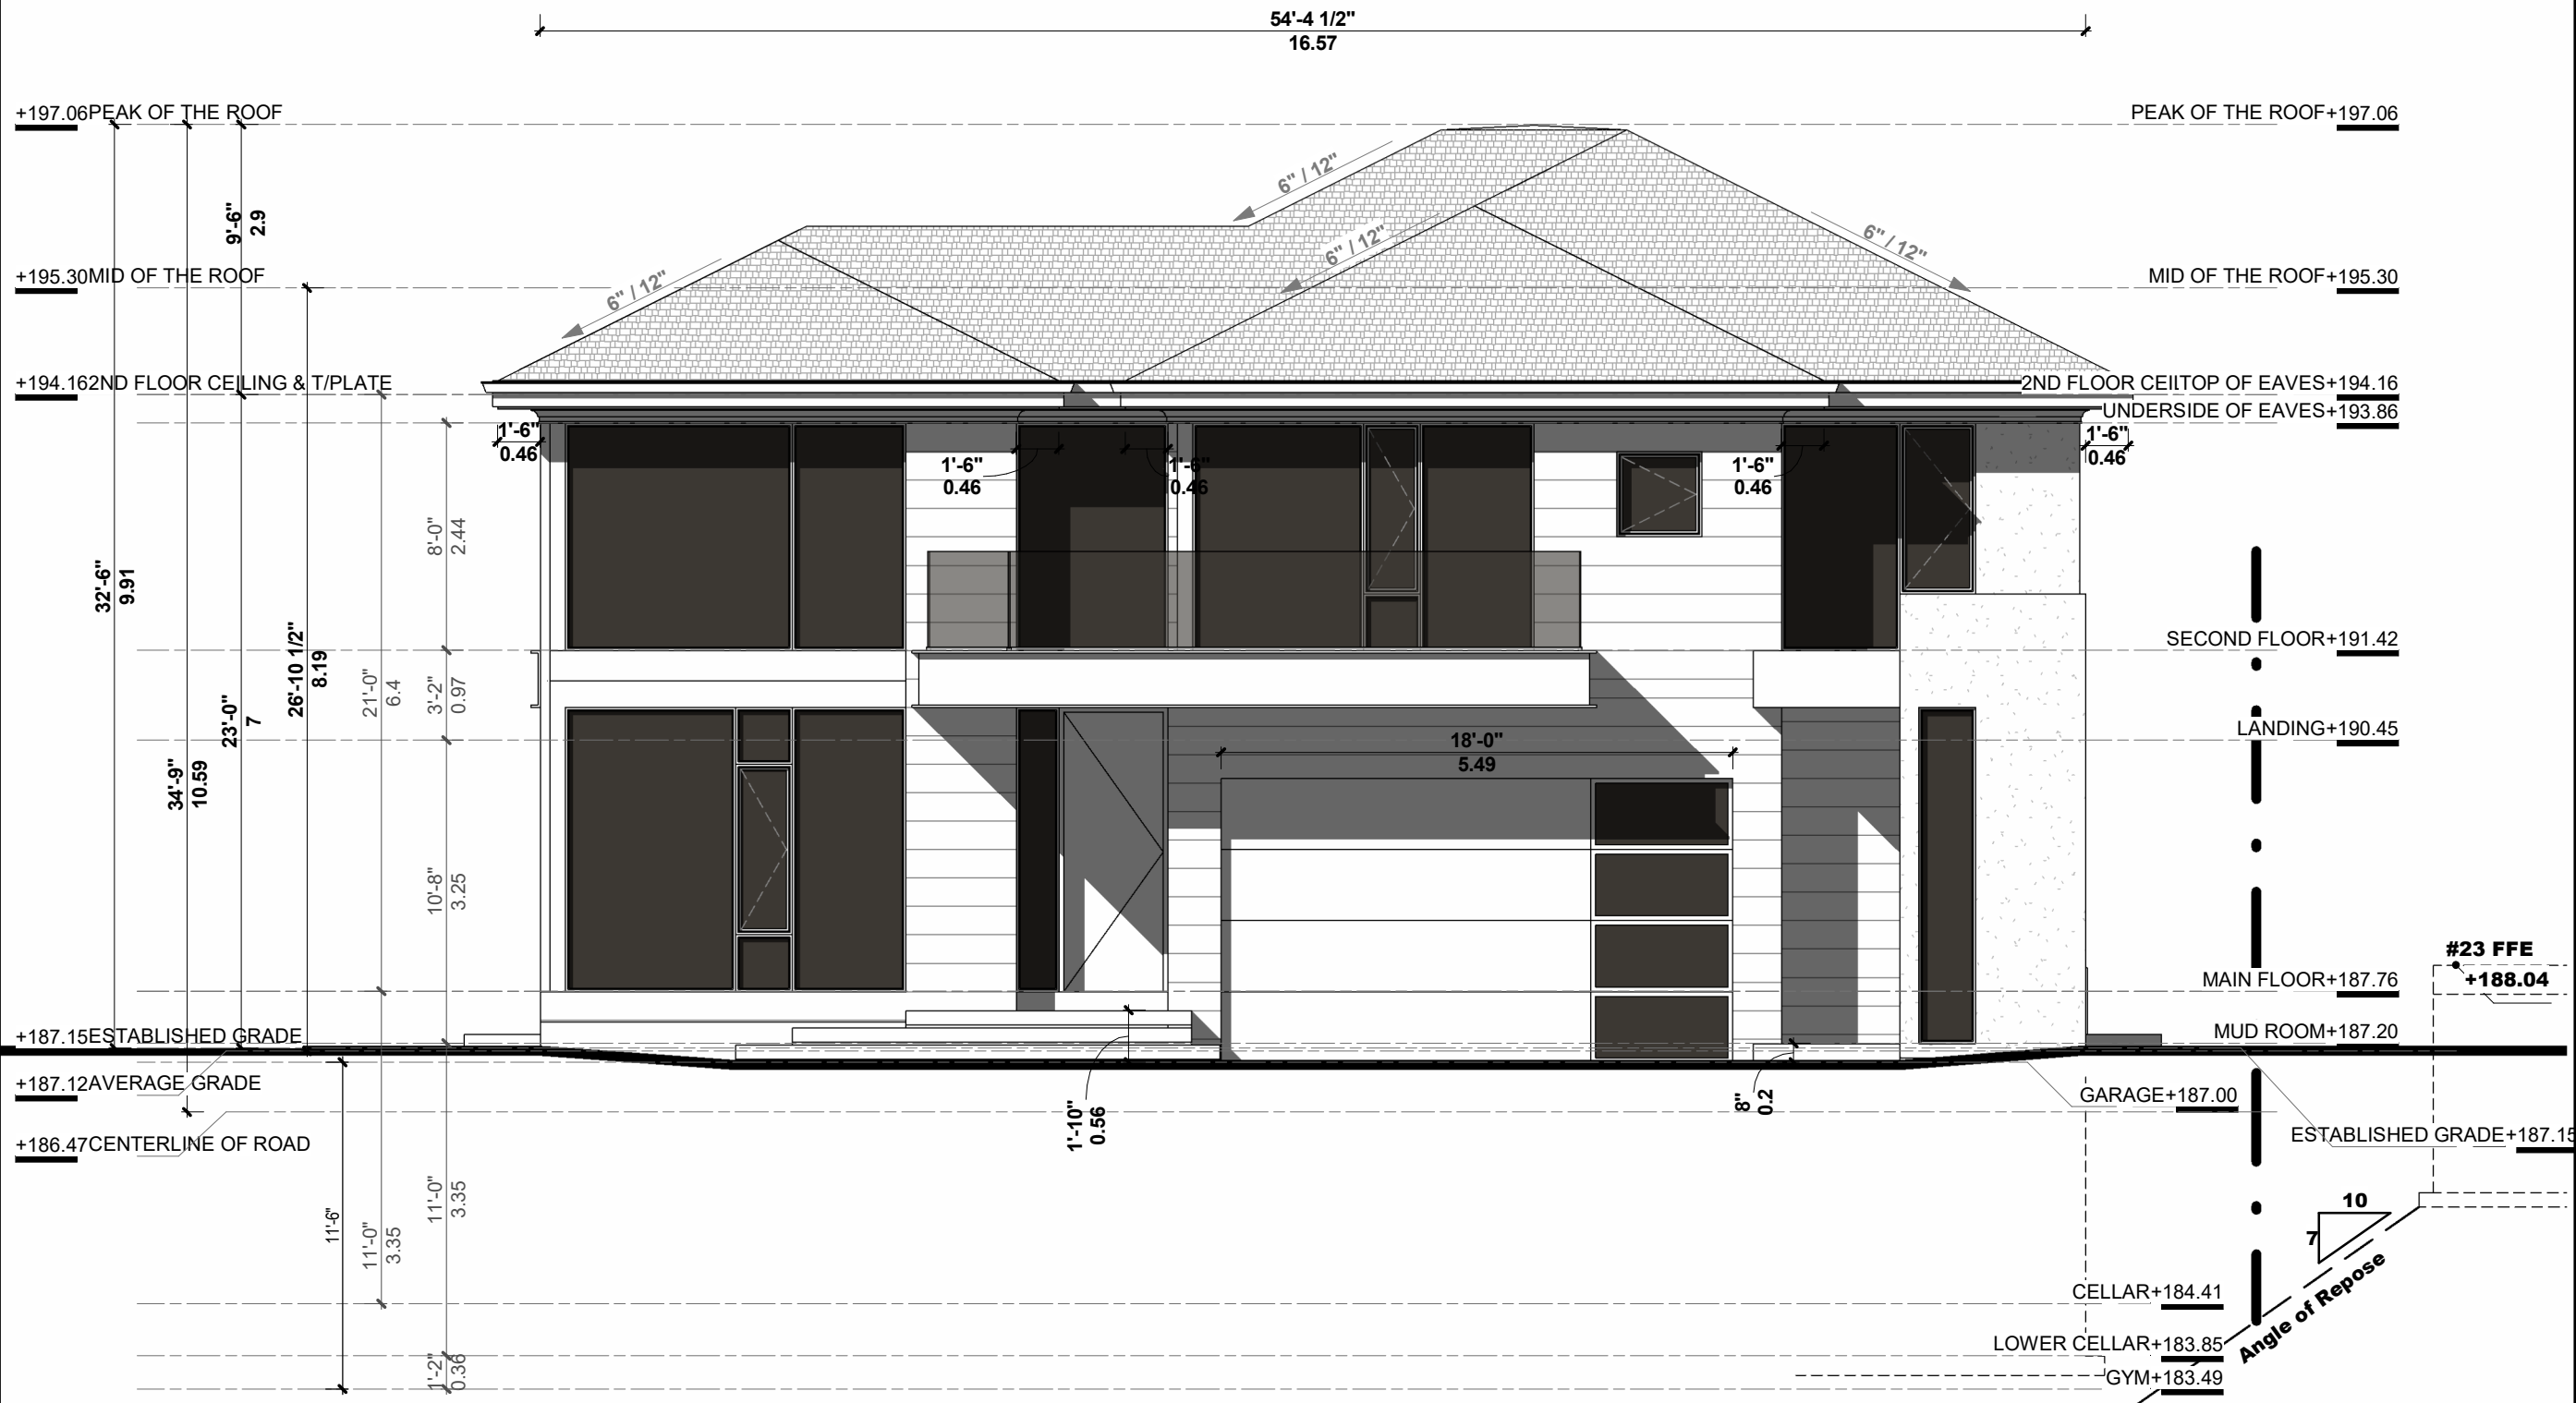 54'-4 1/2"
16.57
+197.06PEAK OF THE ROOF
PEAK OF THE ROOF+197.06
6" / 12"
9'-6"
2.9
6" / 12"
6" / 12"
+195.30MID OF THE ROOF
6" / 12"
MID OF THE ROOF+195.30
+194.162ND FLOOR CEILING & T/PLATE
2ND FLOOR CEILTOP OF EAVES+194.16
UNDERSIDE OF EAVES+193.86
1'-6"
0.46
1'-6"
0.46
1'-6"
0.46
1'-6"
0.46
1'-6"
0.46
8'-0"
2.44
32'-6"
9.91
SECOND FLOOR+191.42
26'-10 1/2"
8.19
21'-0"
6.4
3'-2"
0.97
23'-0"
7
LANDING+190.45
18'-0"
5.49
34'-9"
10.59
10'-8"
3.25
#23 FFE
+188.04
MAIN FLOOR+187.76
+187.15ESTABLISHED GRADE
MUD ROOM+187.20
+187.12AVERAGE GRADE
GARAGE+187.00
1'-10"
0.56
8"
0.2
+186.47CENTERLINE OF ROAD
ESTABLISHED GRADE+187.15
11'-6"
11'-0"
3.35
11'-0"
3.35
10
7
Angle of Repose
CELLAR+184.41
LOWER CELLAR+183.85
1'-2"
0.36
GYM+183.49